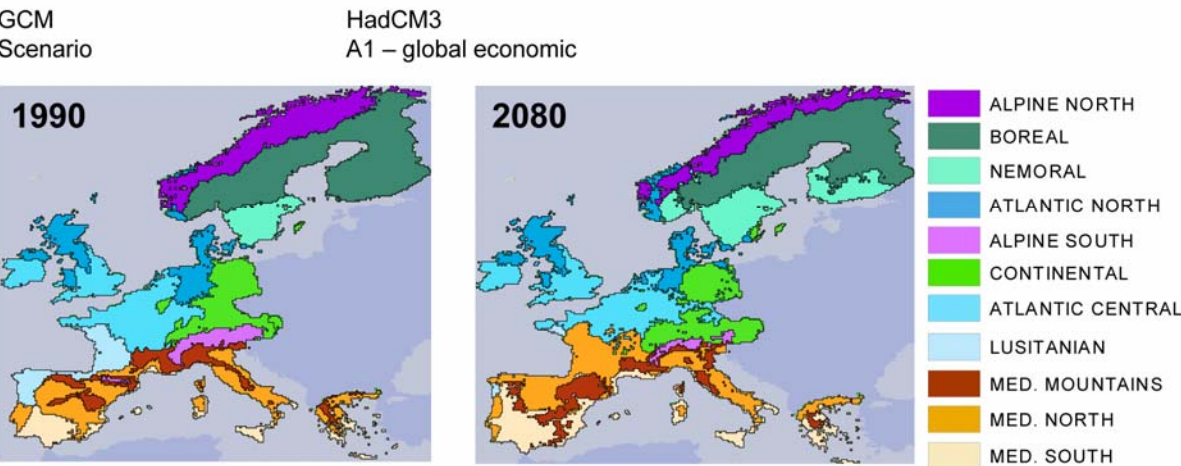 GCM HadCM3
Scenario A1 – global economic
1990
2080
ALPINE NORTH
BOREAL
NEMORAL
ATLANTIC NORTH
ALPINE SOUTH
CONTINENTAL
ATLANTIC CENTRAL
LUSITANIAN
MED. MOUNTAINS
MED. NORTH
MED. SOUTH